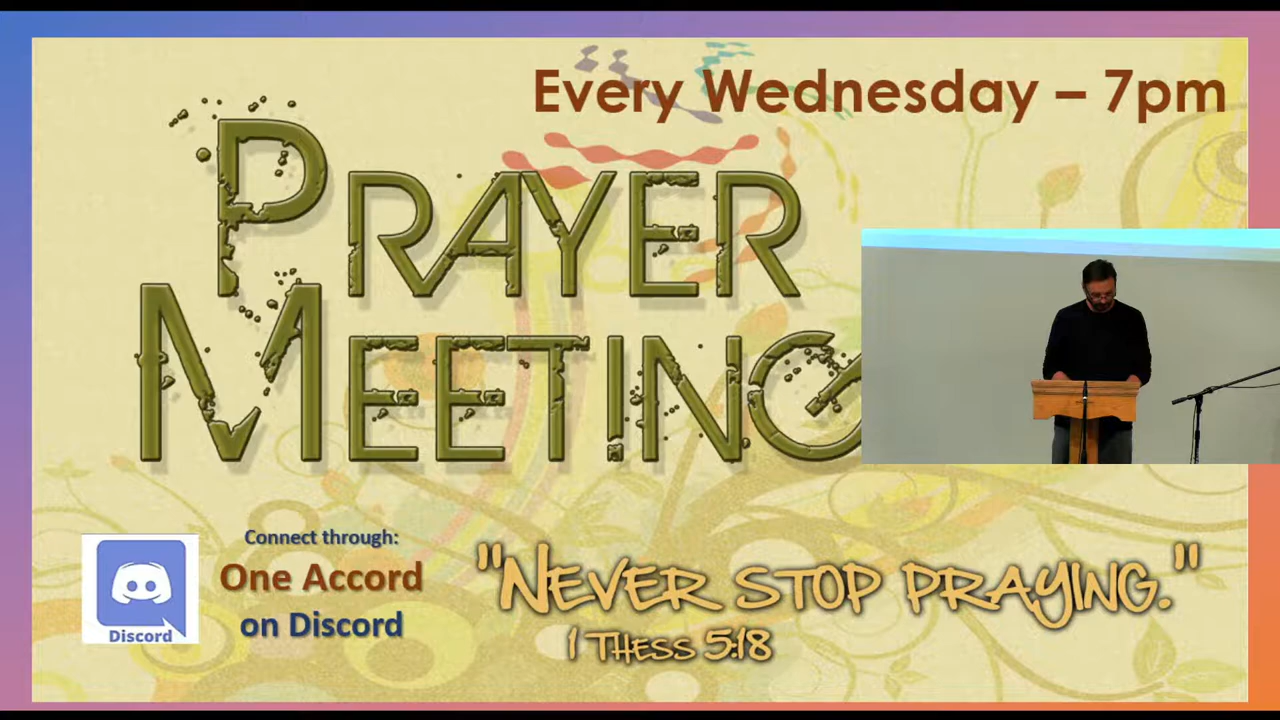 Every Wednesday – 7pm
PRAYER
MEETING
Connect through:
One Accord
on Discord
Discord
"NEVER STOP PRAYING."
1 THESS 5:18